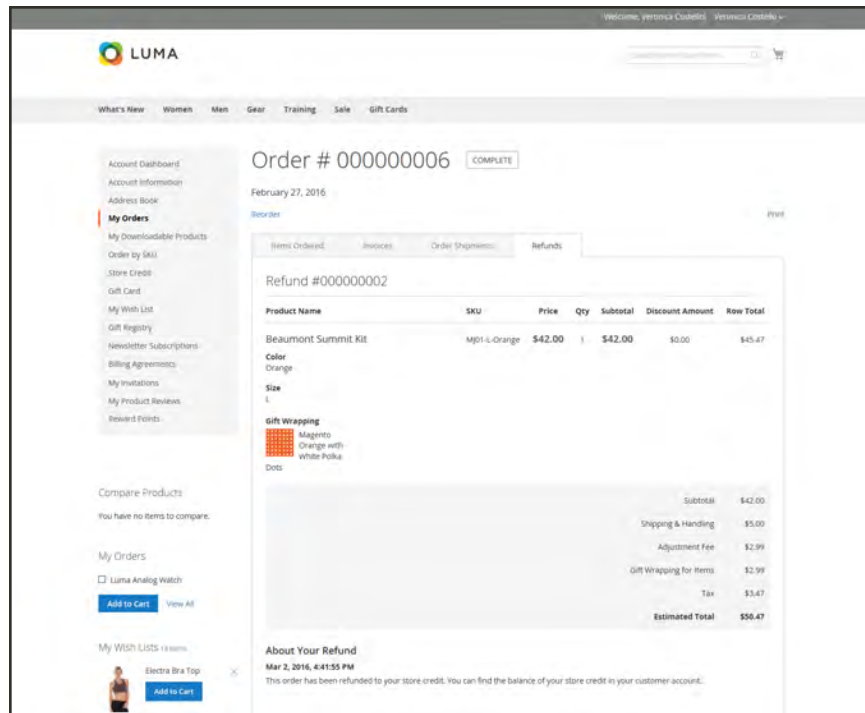 Welcome, Veronica Costello! Veronica Costello
LUMA
What's New Women Men Gear Training Sale Gift Cards
Account Dashboard
Account Information
Address Book
My Orders
My Downloadable Products
Order by SKU
Store Credit
Gift Card
My Wish List
Gift Registry
Newsletter Subscriptions
Billing Agreements
My Invitations
My Product Reviews
Reward Points
Compare Products
You have no items to compare.
My Orders
Luma Analog Watch
Add to Cart View All
My Wish Lists
Electra Bra Top
Add to Cart
Order # 000000006 COMPLETE
February 27, 2016
Reorder Print
Items Ordered Invoices Order Shipments Refunds
Refund #000000002
Product Name SKU Price Qty Subtotal Discount Amount Row Total
Beaumont Summit Kit MJ01-L-Orange $42.00 1 $42.00 $0.00 $45.47
Color
Orange
Size
L
Gift Wrapping
Magento
Orange with
White Polka
Dots
Subtotal $42.00
Shipping & Handling $5.00
Adjustment Fee $2.99
Gift Wrapping for Items $2.99
Tax $3.47
Estimated Total $50.47
About Your Refund
Mar 2, 2016, 4:41:55 PM
This order has been refunded to your store credit. You can find the balance of your store credit in your customer account.